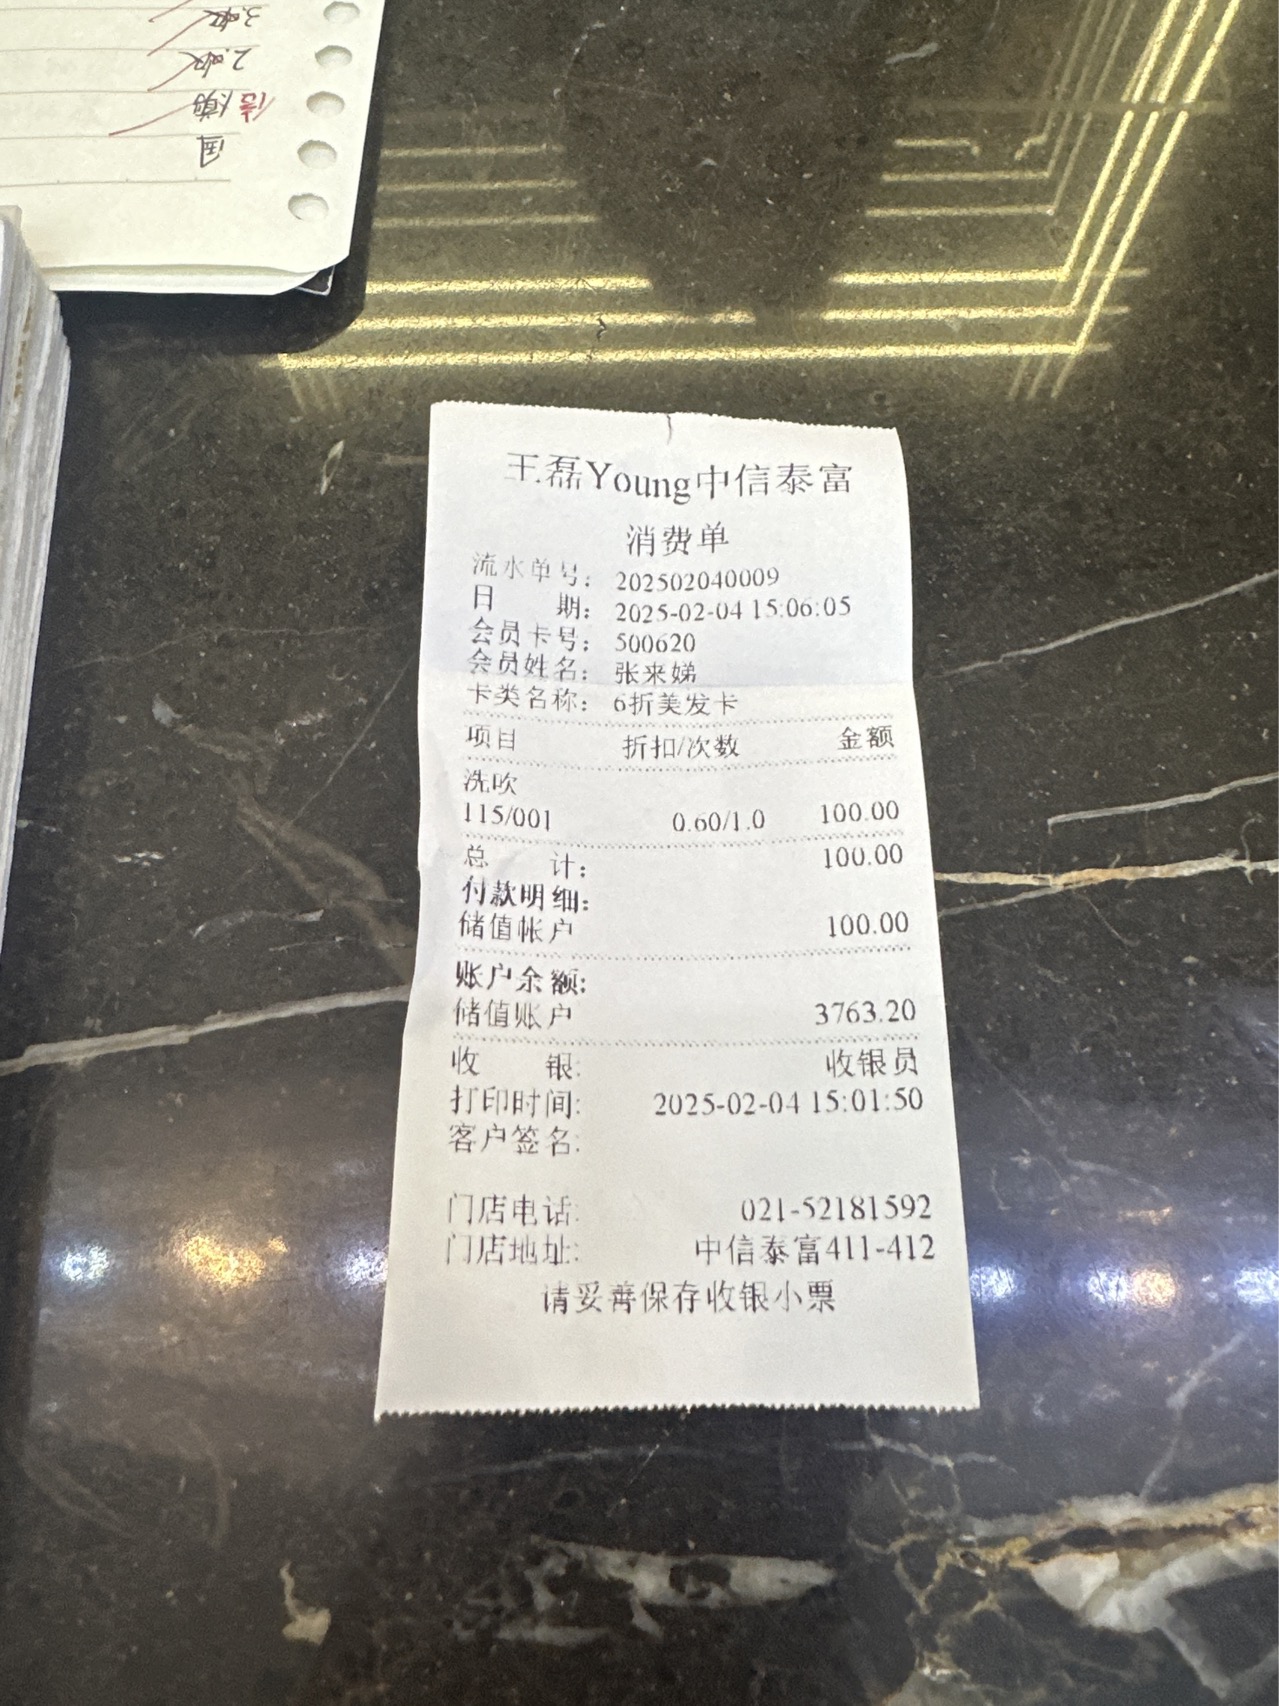 王磊Young中信泰富
消费单
流水单号: 202502040009
日 期: 2025-02-04 15:06:05
会员卡号: 500620
会员姓名: 张来娣
卡类名称: 6折美发卡
项目 折扣/次数 金额
洗吹
115/001 0.60/1.0 100.00
总 计: 100.00
付款明细:
储值帐户 100.00
账户余额:
储值账户 3763.20
收 银: 收银员
打印时间: 2025-02-04 15:01:50
客户签名:
门店电话: 021-52181592
门店地址: 中信泰富411-412
请妥善保存收银小票